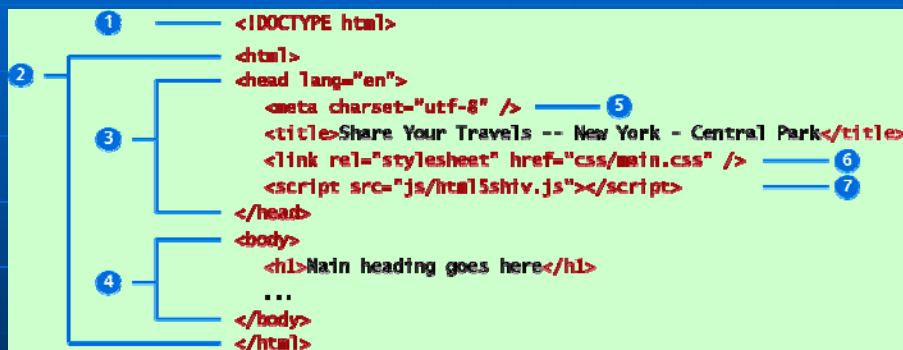 1 <!DOCTYPE html>
2 <html>
3 <head lang="en">
<meta charset="utf-8" /> 5
<title>Share Your Travels -- New York - Central Park</title>
<link rel="stylesheet" href="css/main.css" /> 6
<script src="js/html5shiv.js"></script> 7
</head>
4 <body>
<h1>Main heading goes here</h1>
...
</body>
</html>